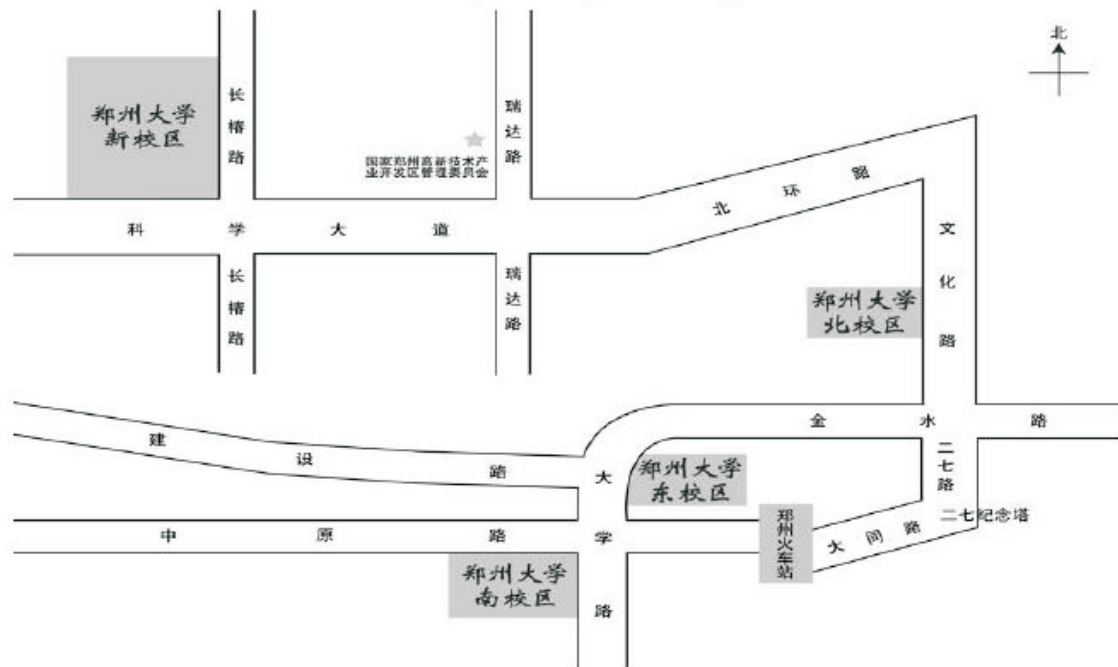 北
郑州大学
新校区
长椿路
瑞达路
国家郑州高新技术产
业开发区管理委员会
北环路
科学大道
文化路
长椿路
瑞达路
郑州大学
北校区
金水路
建设路
大学路
郑州大学
东校区
二七路
郑州火车站
大同路
二七纪念塔
中原路
郑州大学
南校区